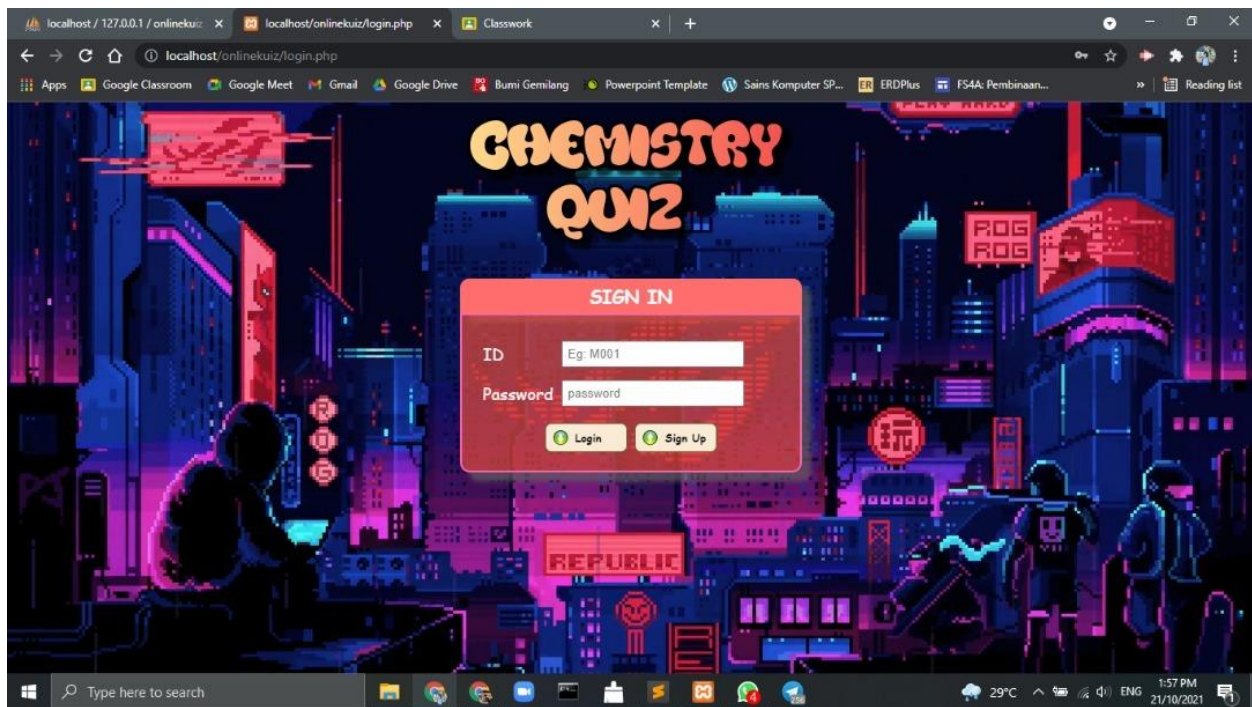 localhost / 127.0.0.1 / onlinekuiz
localhost/onlinekuiz/login.php
Classwork
localhost/onlinekuiz/login.php
Apps
Google Classroom
Google Meet
Gmail
Google Drive
Bumi Gemilang
Powerpoint Template
Sains Komputer SP...
ER ERDPlus
FS4A: Pembinaan...
»
Reading list
CHEMISTRY
QUIZ
ROG
ROG
SIGN IN
ID
Eg: M001
Password
password
Login
Sign Up
R
O
G
玩
REPUBLIC
Type here to search
29°C
ENG
1:57 PM
21/10/2021